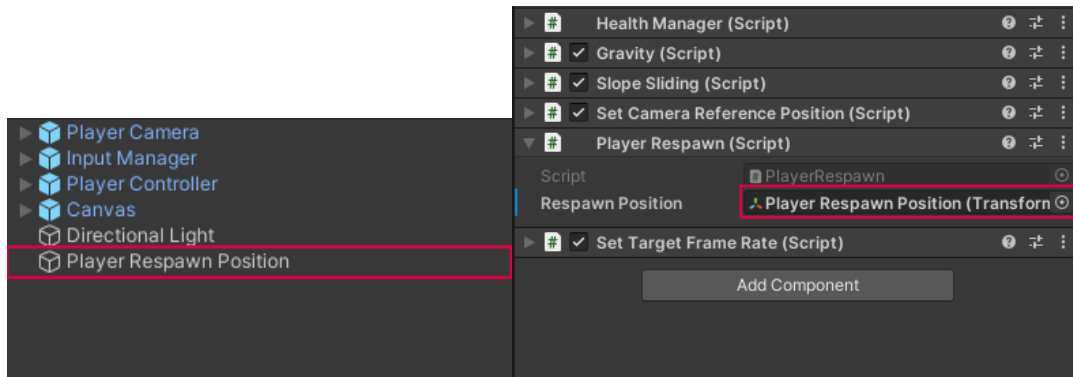 Player Camera
Input Manager
Player Controller
Canvas
Directional Light
Player Respawn Position
# Health Manager (Script)
# Gravity (Script)
# Slope Sliding (Script)
# Set Camera Reference Position (Script)
# Player Respawn (Script)
Script PlayerRespawn
Respawn Position Player Respawn Position (Transforn
# Set Target Frame Rate (Script)
Add Component